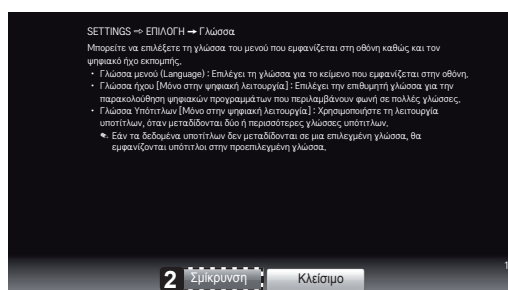 SETTINGS ⇨ ΕΠΙΛΟΓΗ ➙ Γλώσσα
Μπορείτε να επιλέξετε τη γλώσσα του μενού που εμφανίζεται στη οθόνη καθώς και τον
ψηφιακό ήχο εκπομπής.
• Γλώσσα μενού (Language) : Επιλέγει τη γλώσσα για το κείμενο που εμφανίζεται στην οθόνη.
• Γλώσσα ήχου [Μόνο στην ψηφιακή λειτουργία] : Επιλέγει την επιθυμητή γλώσσα για την
παρακολούθηση ψηφιακών προγραμμάτων που περιλαμβάνουν φωνή σε πολλές γλώσσες.
• Γλώσσα Υπότιτλων [Μόνο στην ψηφιακή λειτουργία] : Χρησιμοποιήστε τη λειτουργία
υποτίτλων, όταν μεταδίδονται δύο ή περισσότερες γλώσσες υπότιτλων.
Εάν τα δεδομένα υποτίτλων δεν μεταδίδονται σε μια επιλεγμένη γλώσσα, θα
εμφανίζονται υπότιτλοι στην προεπιλεγμένη γλώσσα.
1
2 Σμίκρυνση Κλείσιμο